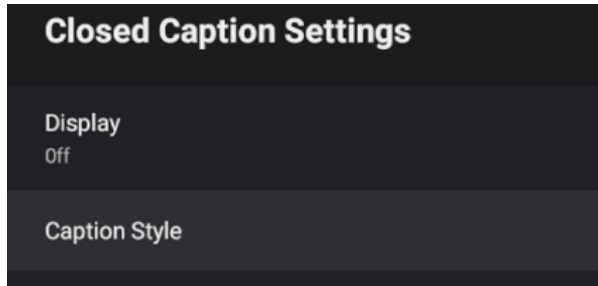 Closed Caption Settings
Display
Off
Caption Style